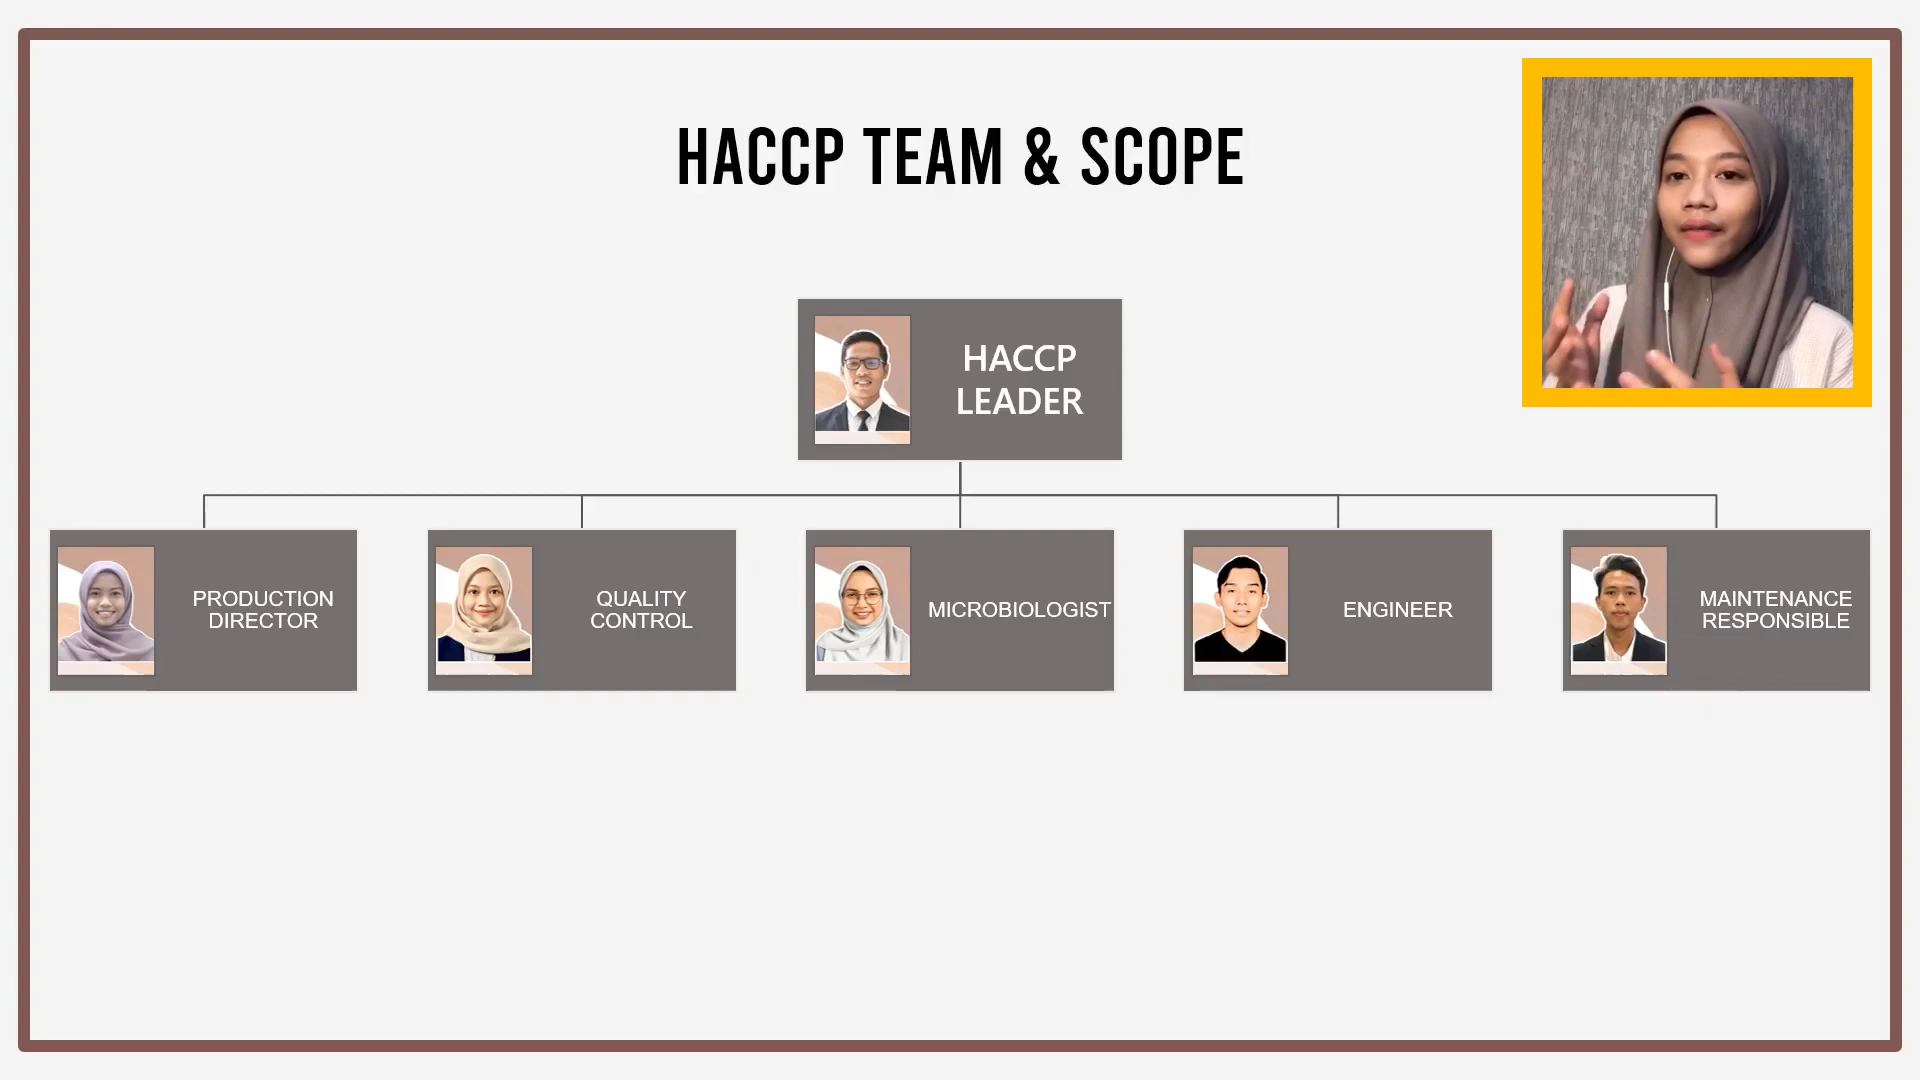 HACCP TEAM & SCOPE
HACCP
LEADER
PRODUCTION
DIRECTOR
QUALITY
CONTROL
MICROBIOLOGIST
ENGINEER
MAINTENANCE
RESPONSIBLE